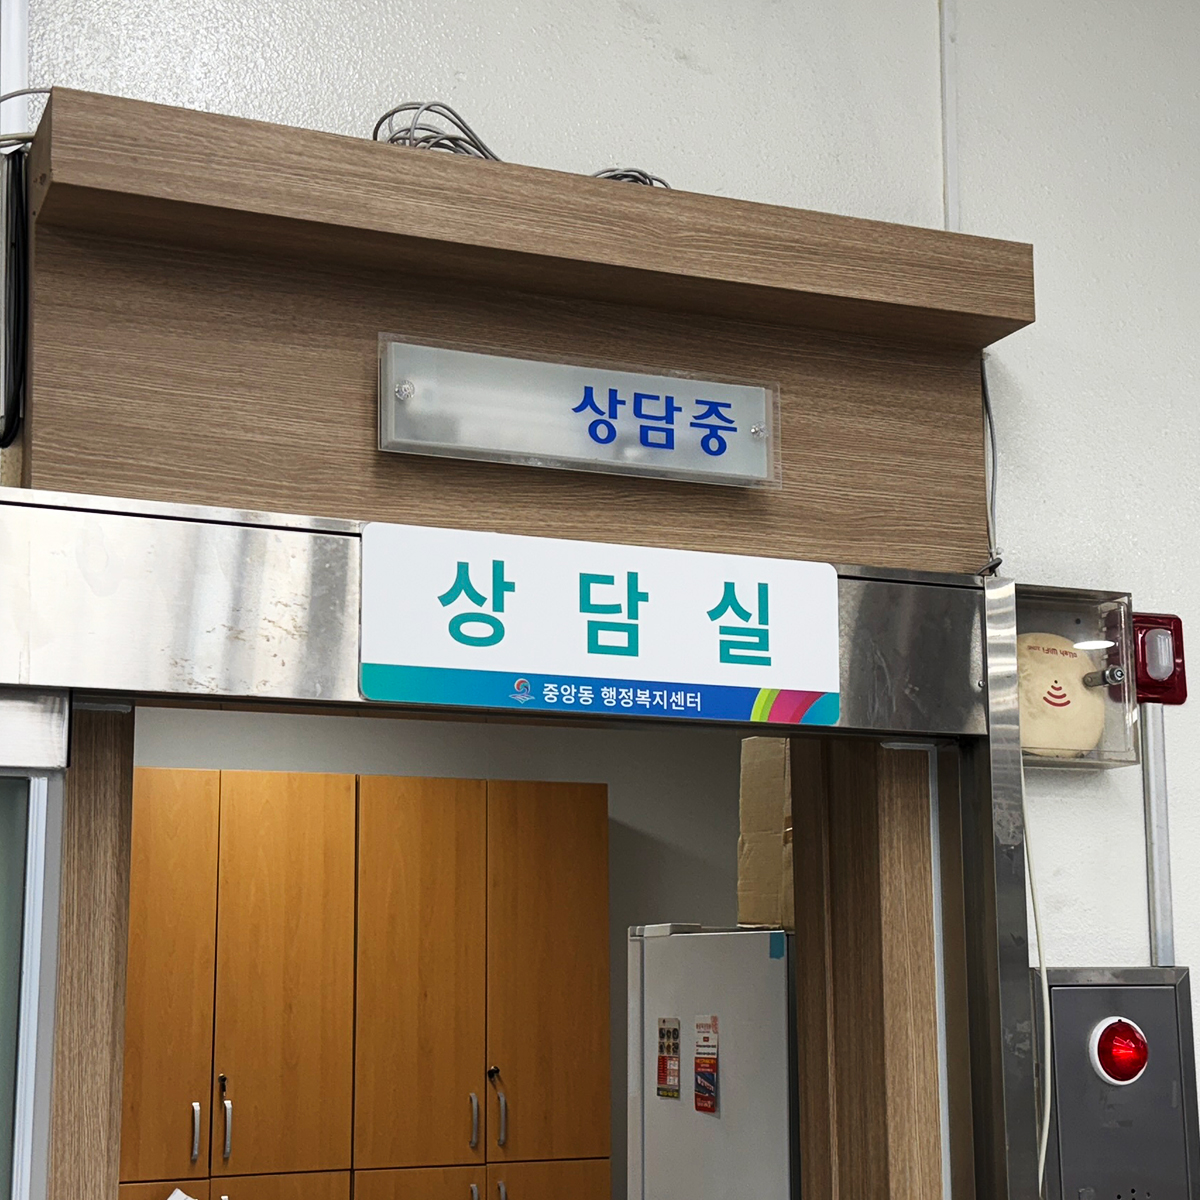 상담중
상 담 실
중앙동 행정복지센터